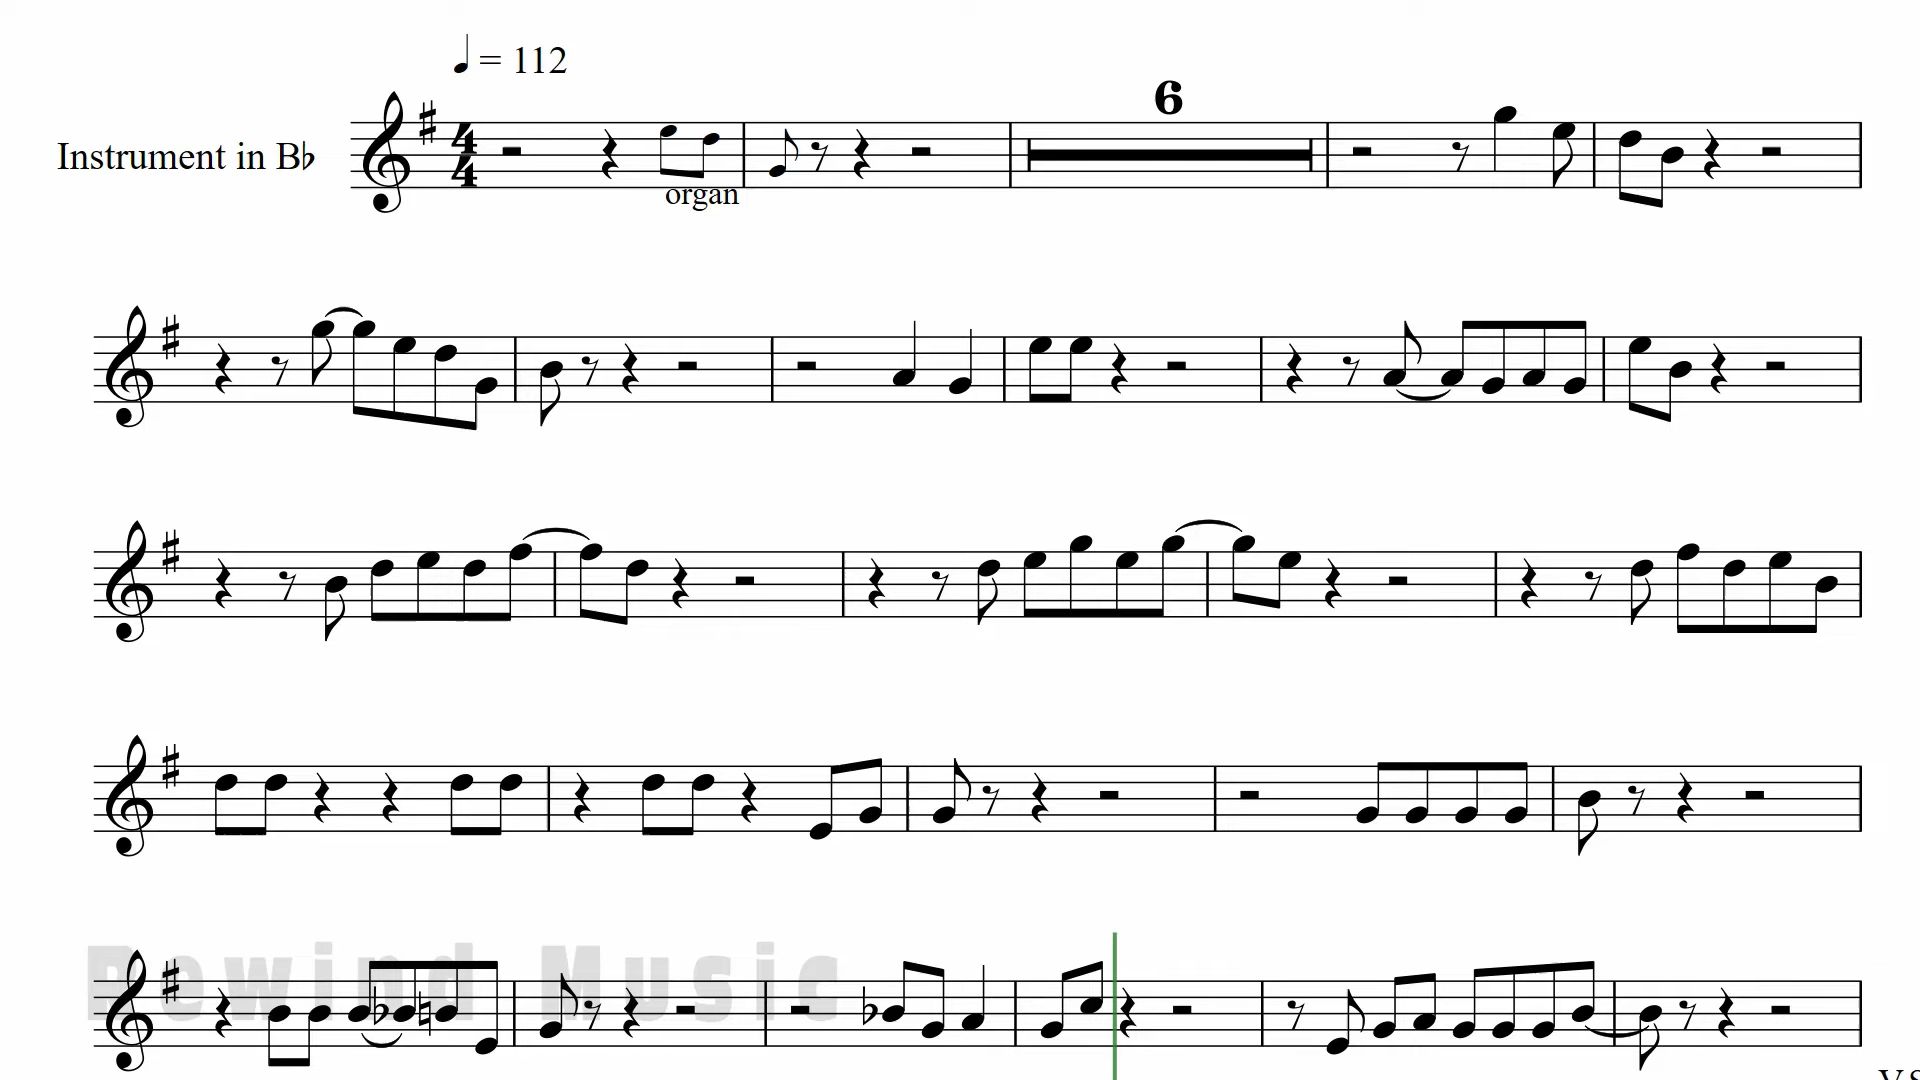 ♩ = 112
6
Instrument in B♭
organ
Rewind Music
V.S